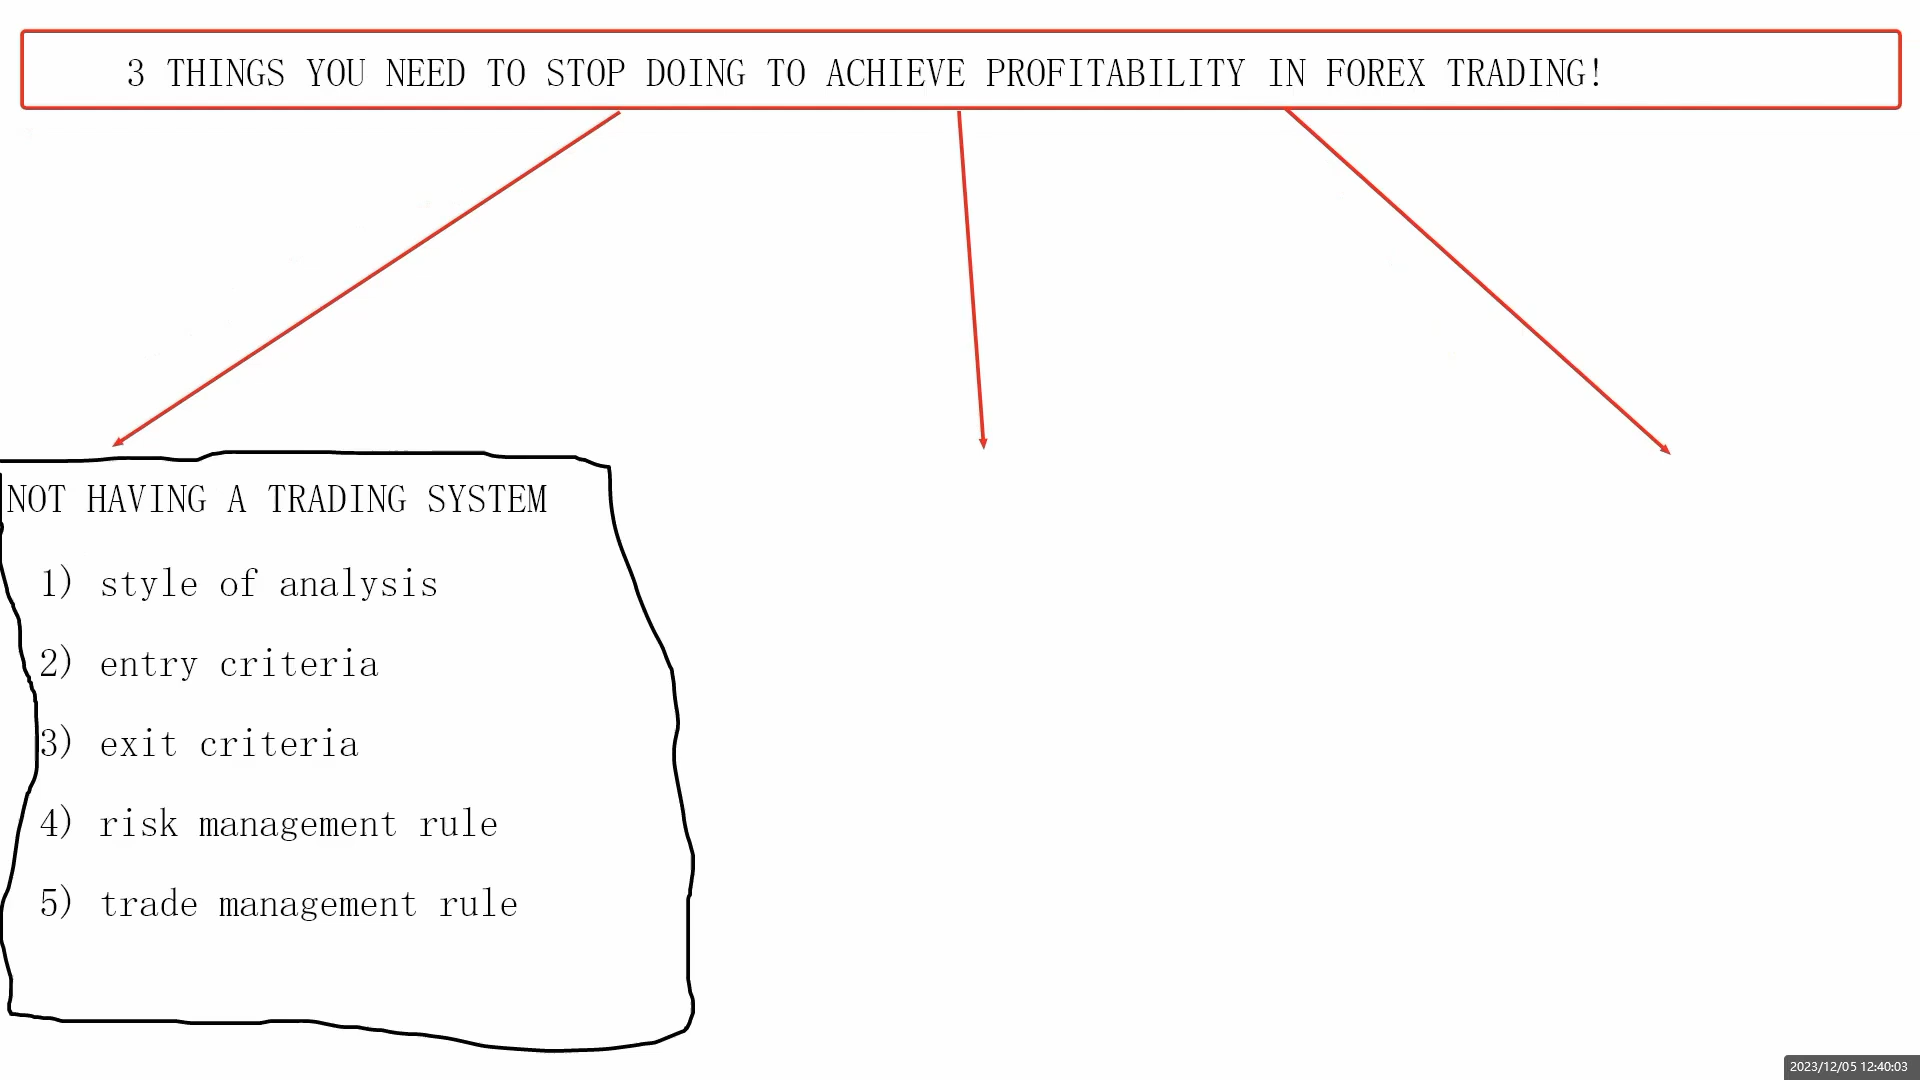 3 THINGS YOU NEED TO STOP DOING TO ACHIEVE PROFITABILITY IN FOREX TRADING!
NOT HAVING A TRADING SYSTEM
1) style of analysis
2) entry criteria
3) exit criteria
4) risk management rule
5) trade management rule
2023/12/05 12:40:03